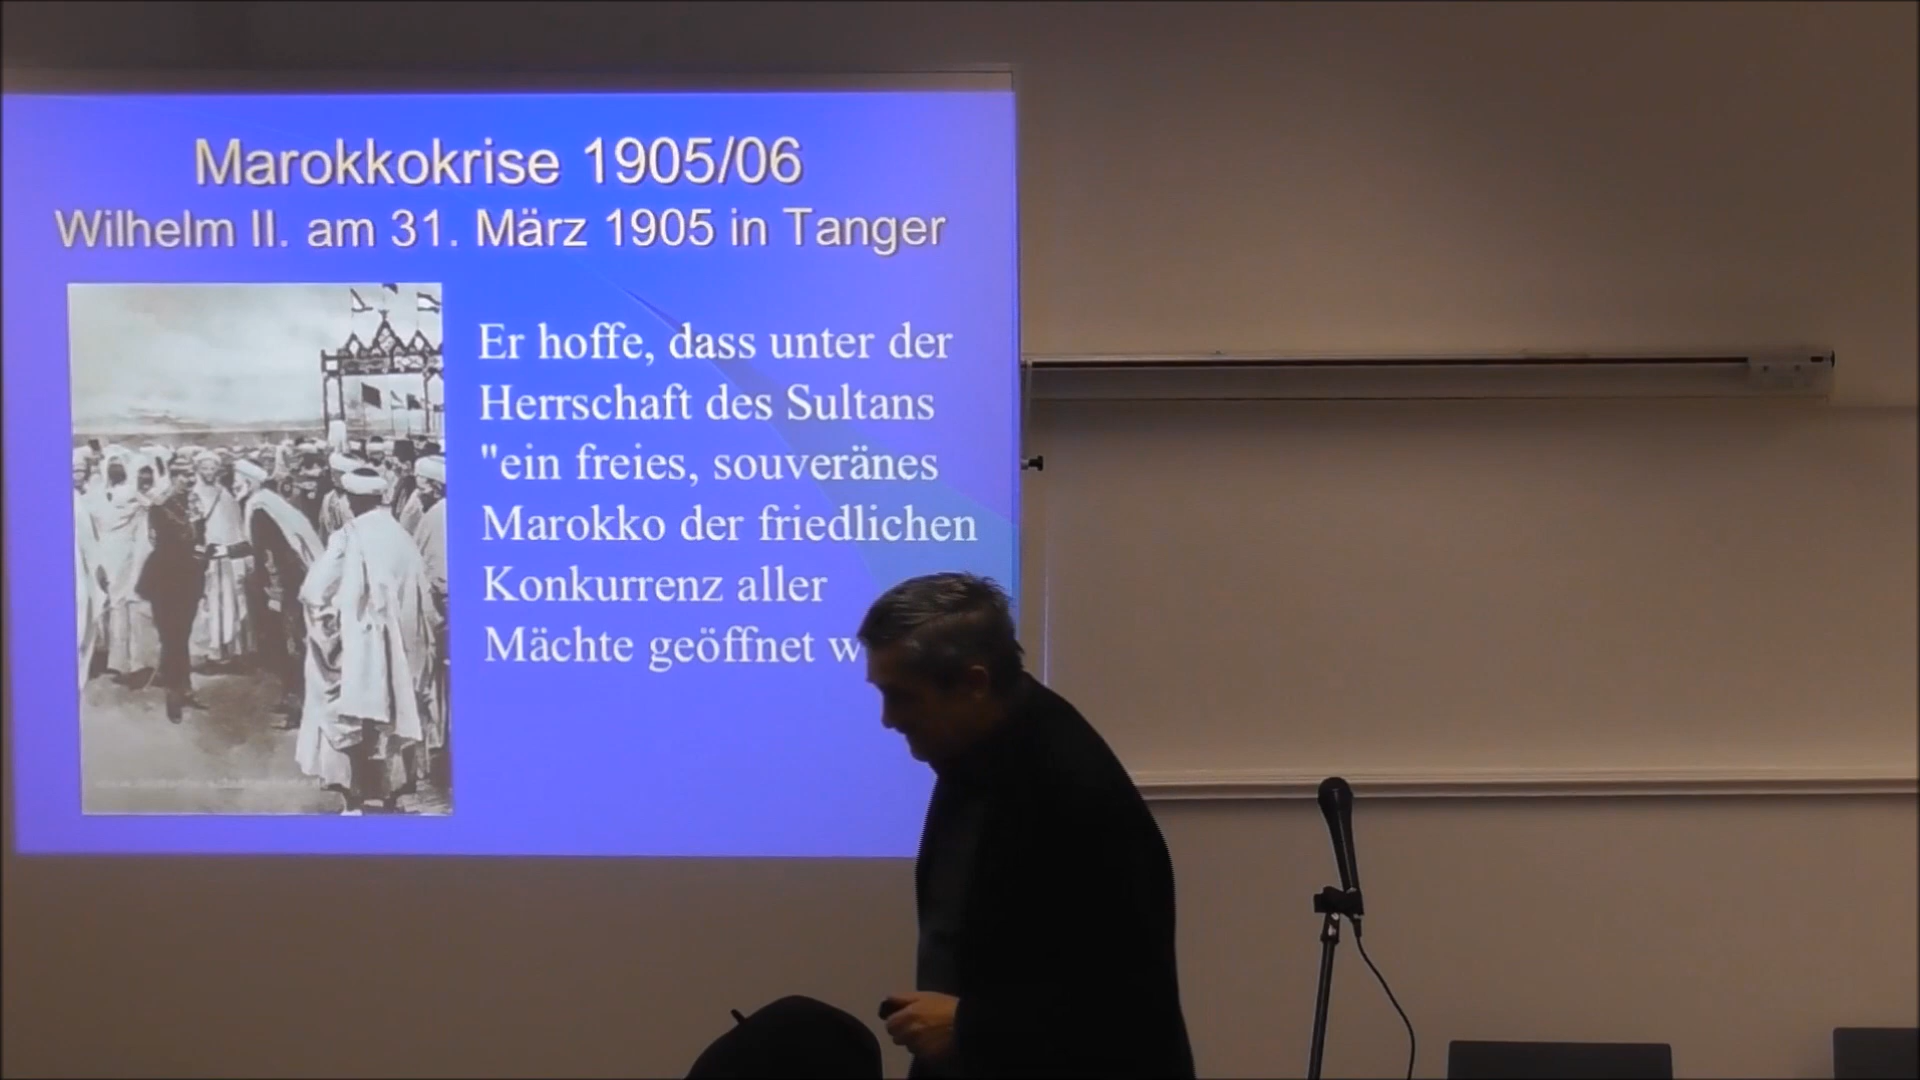 Marokkokrise 1905/06
Wilhelm II. am 31. März 1905 in Tanger
Er hoffe, dass unter der
Herrschaft des Sultans
"ein freies, souveränes
Marokko der friedlichen
Konkurrenz aller
Mächte geöffnet